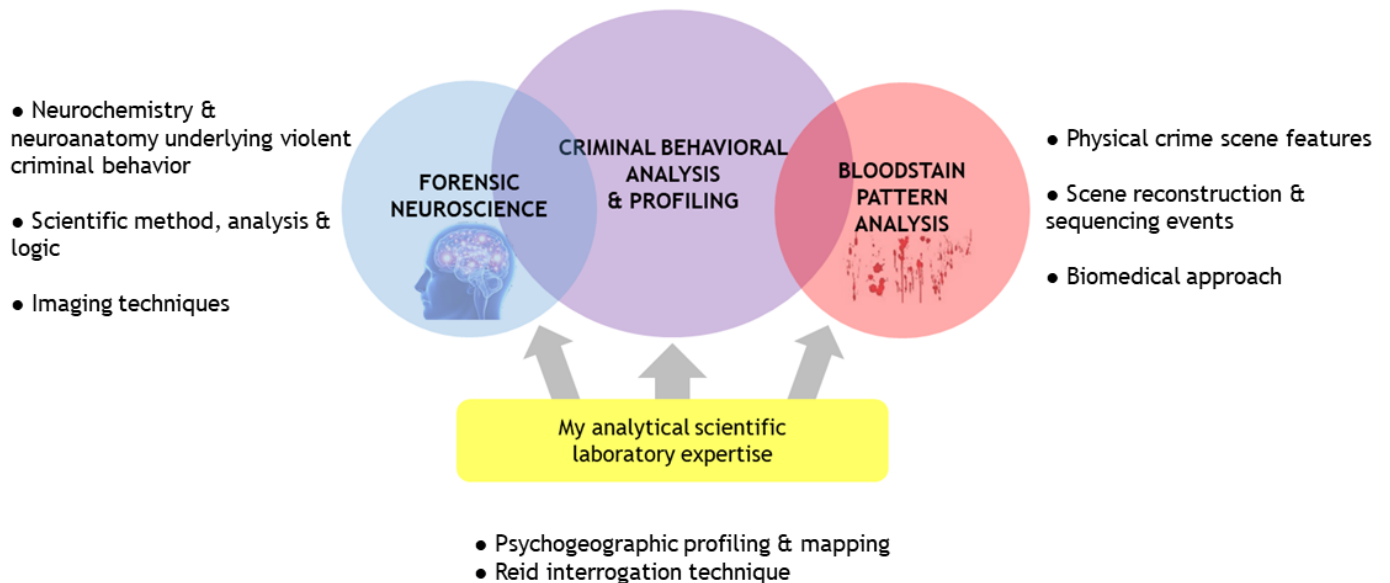 ● Neurochemistry &
neuroanatomy underlying violent
criminal behavior
● Scientific method, analysis &
logic
● Imaging techniques
FORENSIC
NEUROSCIENCE
CRIMINAL BEHAVIORAL
ANALYSIS
& PROFILING
BLOODSTAIN
PATTERN
ANALYSIS
● Physical crime scene features
● Scene reconstruction &
sequencing events
● Biomedical approach
My analytical scientific
laboratory expertise
● Psychogeographic profiling & mapping
● Reid interrogation technique